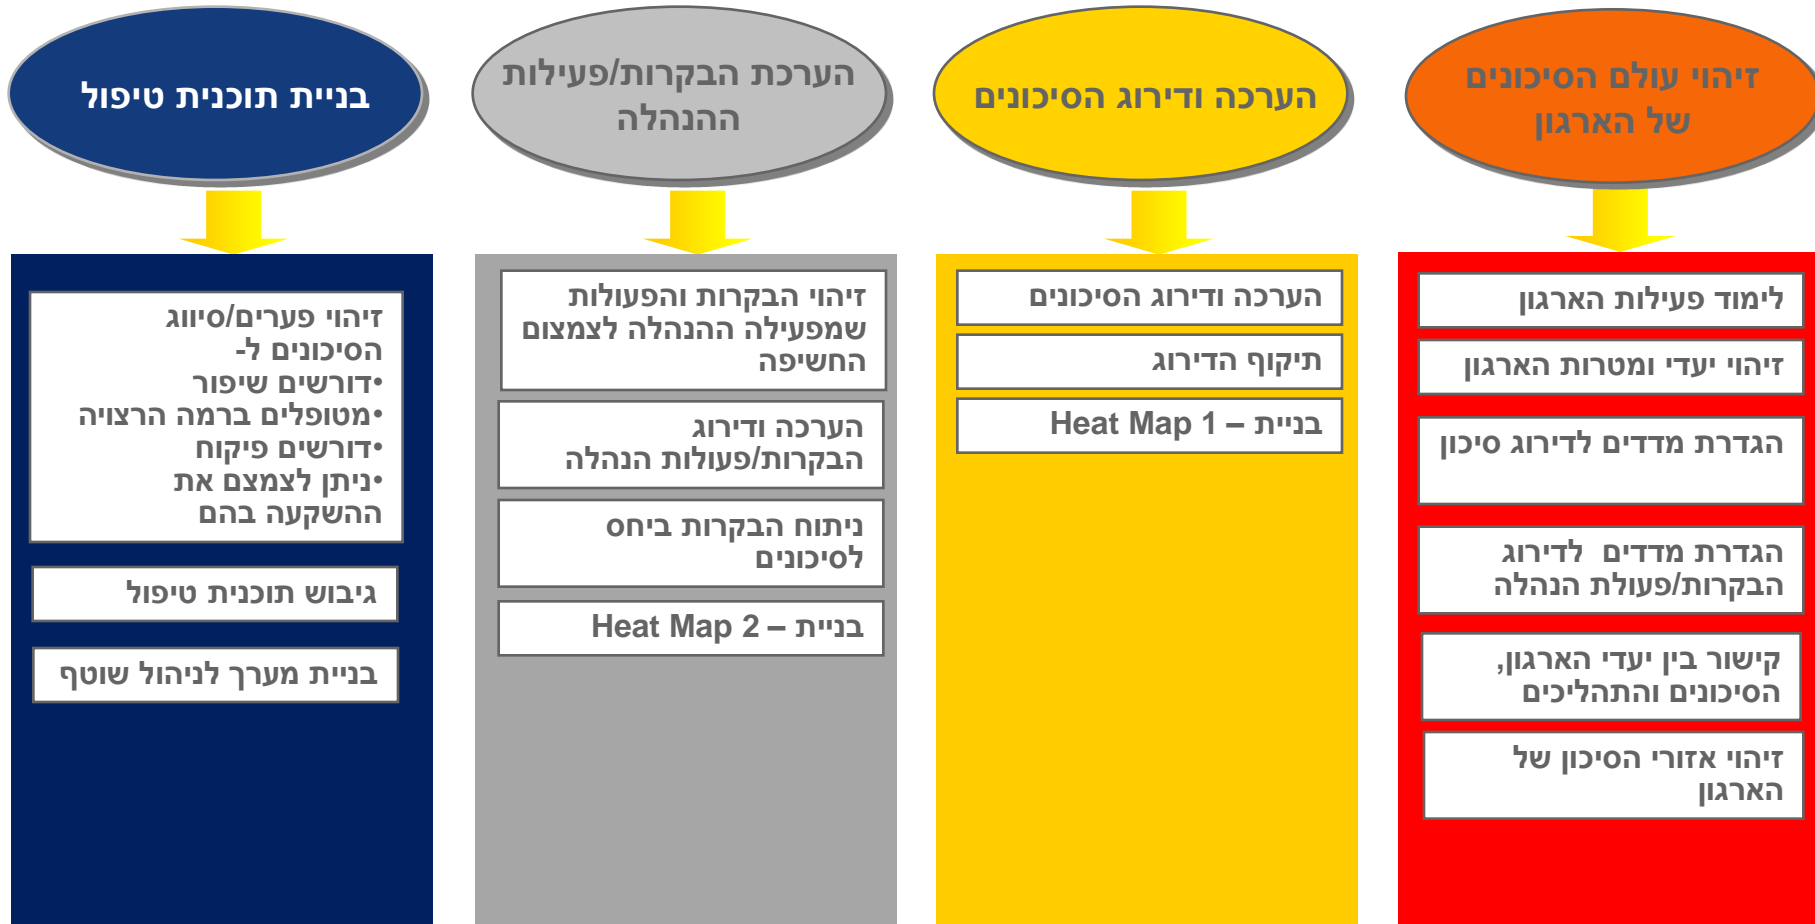 זיהוי עולם הסיכונים
של הארגון
לימוד פעילות הארגון
זיהוי יעדי ומטרות הארגון
הגדרת מדדים לדירוג סיכון
הגדרת מדדים לדירוג
הבקרות/פעולת הנהלה
קישור בין יעדי הארגון,
הסיכונים והתהליכים
זיהוי אזורי הסיכון של
הארגון
הערכה ודירוג הסיכונים
הערכה ודירוג הסיכונים
תיקוף הדירוג
בניית – Heat Map 1
הערכת הבקרות/פעילות
ההנהלה
זיהוי הבקרות והפעולות
שמפעילה ההנהלה לצמצום
החשיפה
הערכה ודירוג
הבקרות/פעולות הנהלה
ניתוח הבקרות ביחס
לסיכונים
בניית – Heat Map 2
בניית תוכנית טיפול
זיהוי פערים/סיווג
הסיכונים ל-
•דורשים שיפור
•מטופלים ברמה הרצויה
•דורשים פיקוח
•ניתן לצמצם את
ההשקעה בהם
גיבוש תוכנית טיפול
בניית מערך לניהול שוטף